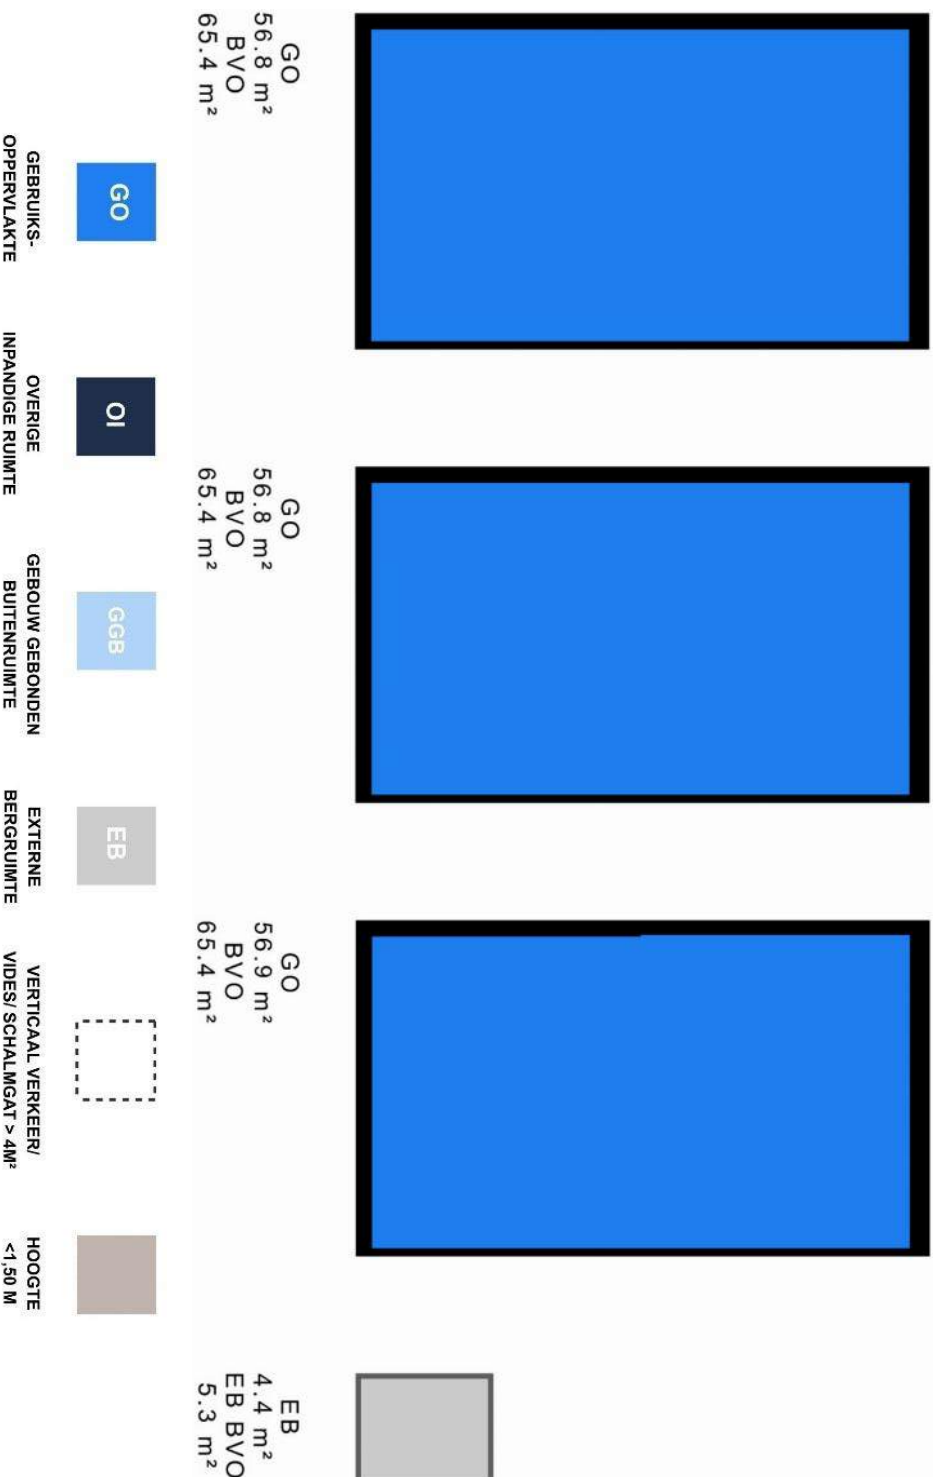 GO
56.8 m²
BVO
65.4 m²
GO
56.8 m²
BVO
65.4 m²
GO
56.9 m²
BVO
65.4 m²
EB
4.4 m²
EB BVO
5.3 m²
GO
GEBRUIKS-
OPPERVLAKTE
OI
OVERIGE
INPANDIGE RUIMTE
GGB
GEBOUW GEBONDEN
BUITENRUIMTE
EB
EXTERNE
BERGRUIMTE
VERTICAAL VERKEER/
VIDES/ SCHALMGAT > 4M²
HOOGTE
<1,50 M